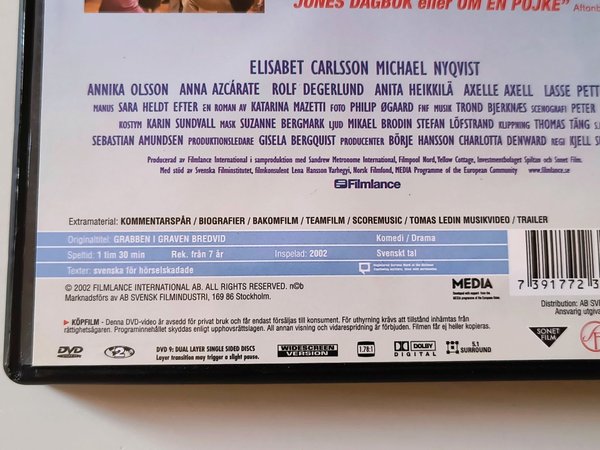 JONES DAGBOK eller OM EN POJKE"
ELISABET CARLSSON MICHAEL NYQVIST
ANNIKA OLSSON ANNA AZCÁRATE ROLF DEGERLUND ANITA HEIKKILÄ AXELLE AXELL LASSE PETT
MANUS SARA HELDT EFTER EN ROMAN AV KATARINA MAZETTI FOTO PHILIP ØGAARD FNF MUSIK TROND BJERKNÆS SCENOGRAFI PETER
KOSTYM KARIN SUNDVALL MASK SUZANNE BERGMARK LJUD MIKAEL BRODIN STEFAN LÖFSTRAND KLIPPNING THOMAS TÄNG
SEBASTIAN AMUNDSEN PRODUKTIONSLEDARE GISELA BERGQUIST PRODUCENTER BÖRJE HANSSON CHARLOTTA DENWARD REGI KJELL
Producerad av Filmlance International i samproduktion med Sandrew Metronome International, Filmpool Nord, Yellow Cottage, Investmentbolaget Spiltan och Sonet Film.
Med stöd av Svenska Filminstitutet, filmkonsulent Lena Hansson Varhegyi, Norsk Filmfond, MEDIA Programme of the European Community www.filmlance.se
Filmlance
Extramaterial: KOMMENTARSPÅR / BIOGRAFIER / BAKOMFILM / TEAMFILM / SCOREMUSIC / TOMAS LEDIN MUSIKVIDEO / TRAILER
Originaltitel: GRABBEN I GRAVEN BREDVID Komedi / Drama
Speltid: 1 tim 30 min Rek. från 7 år Inspelad: 2002 Svenskt tal
Texter: svenska för hörselskadade
© 2002 FILMLANCE INTERNATIONAL AB. ALL RIGHTS RESERVED. n©b
Marknadsförs av AB SVENSK FILMINDUSTRI, 169 86 Stockholm.
MEDIA
7 391772 3
Distribution: AB SVE
Ansvarig utgiva
KÖPFILM - Denna DVD-video är avsedd för privat bruk och får endast försäljas till konsument. För uthyrning krävs att tillstånd inhämtas från
rättighetsägaren. Programinnehållet skyddas enligt upphovsrättslagen. All annan visning och vidarespridning är förbjuden. Filmen får ej heller kopieras.
DVD VIDEO 2 DVD 9: DUAL LAYER SINGLE SIDED DISCS
Layer transition may trigger a slight pause.
WIDESCREEN VERSION 1.78:1 DOLBY DIGITAL 5.1 SURROUND
SONET FILM